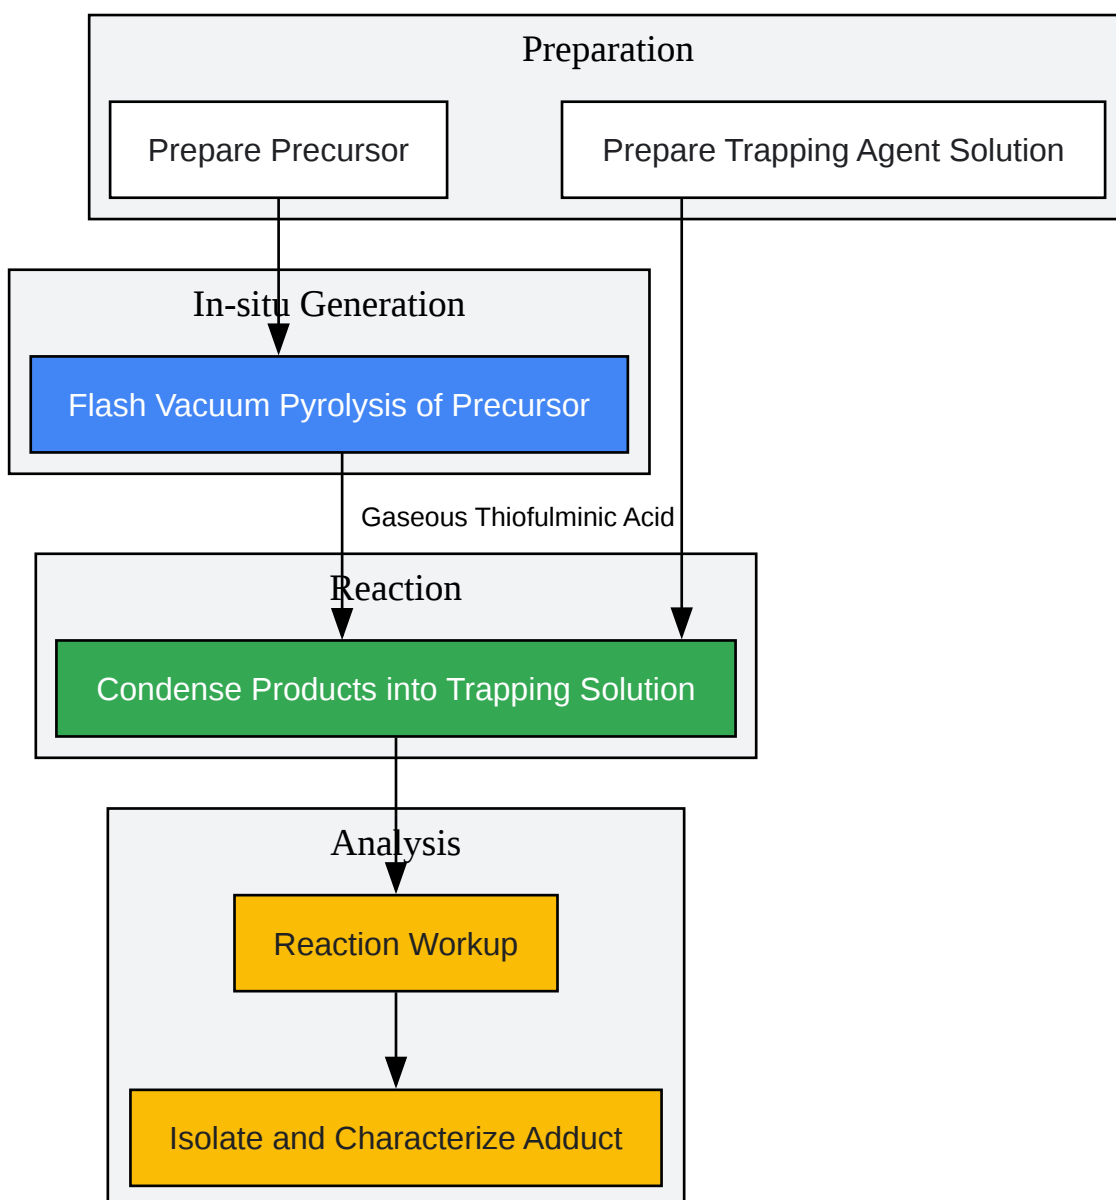 Preparation
Prepare Precursor
Prepare Trapping Agent Solution
In-situ Generation
Flash Vacuum Pyrolysis of Precursor
Gaseous Thiofulminic Acid
Reaction
Condense Products into Trapping Solution
Analysis
Reaction Workup
Isolate and Characterize Adduct